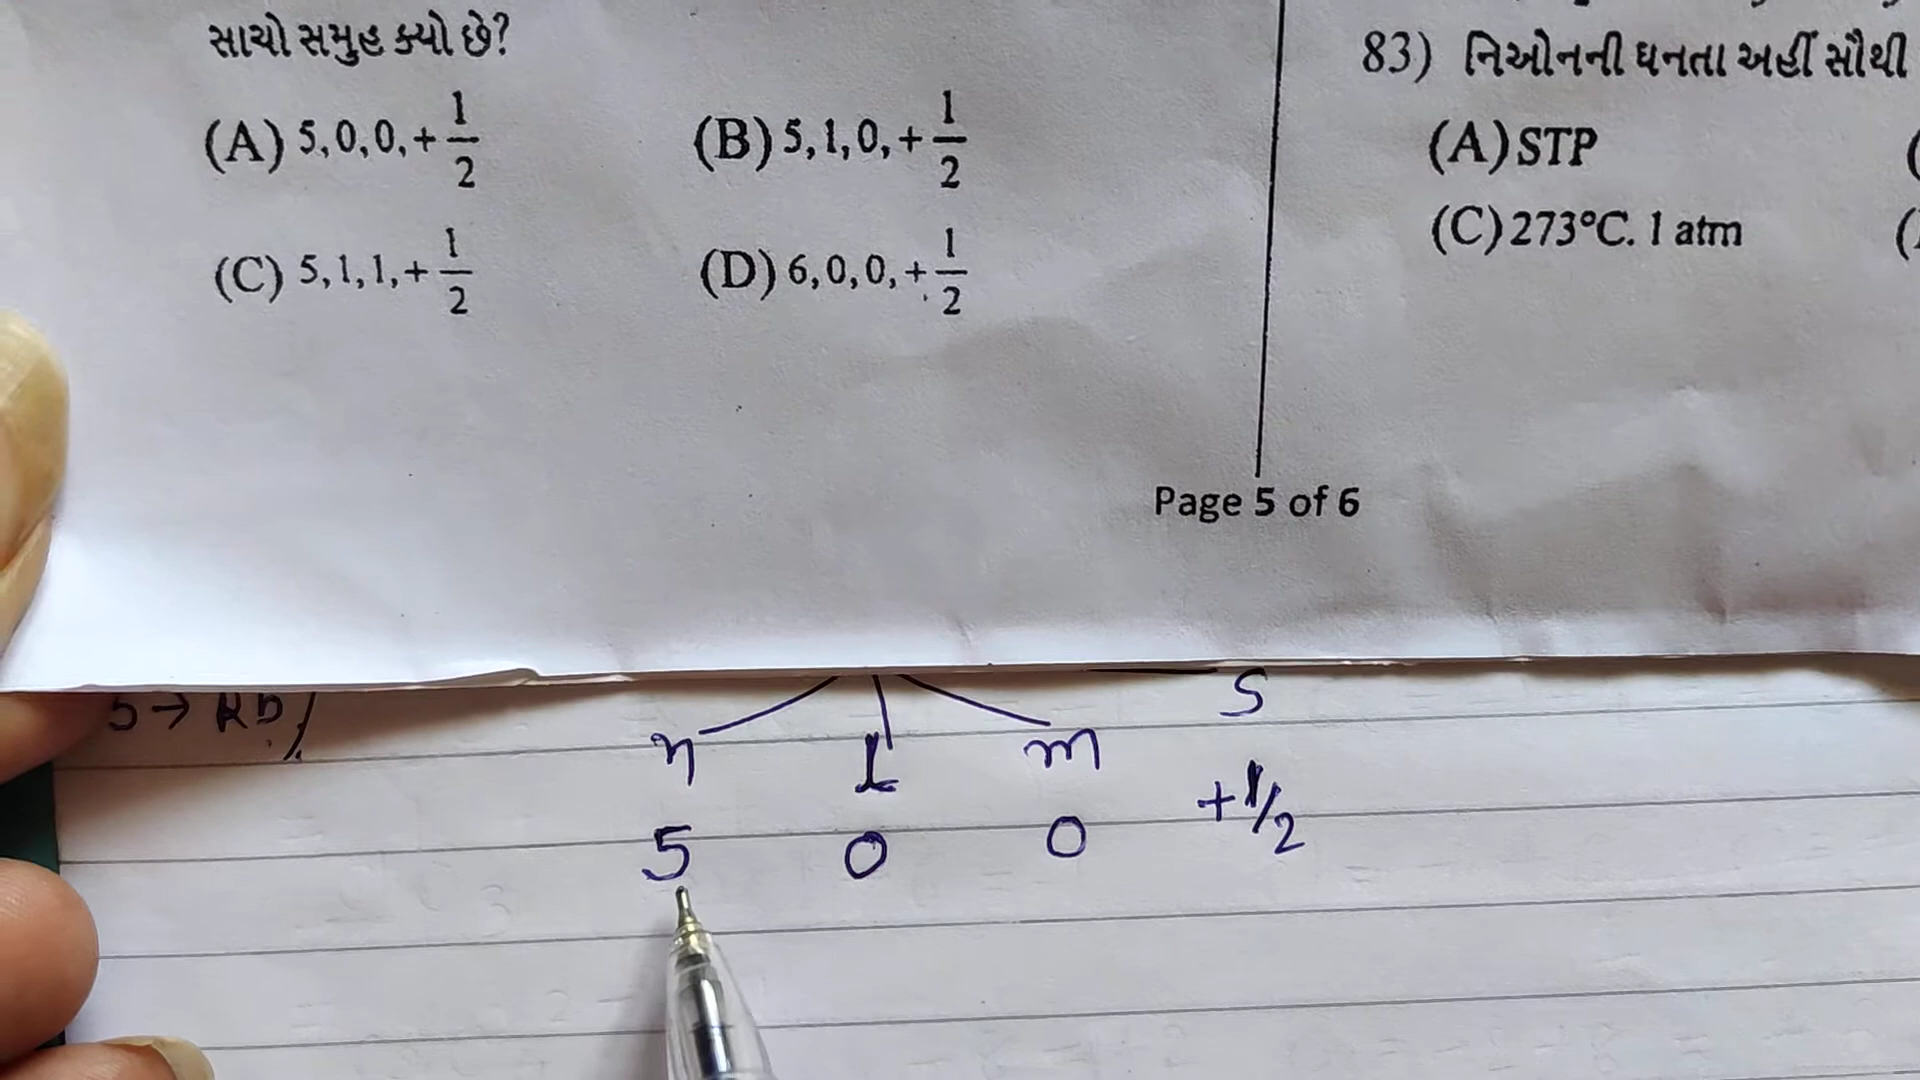 સાચો સમુહ ક્યો છે?
(A) 5, 0, 0, + 1/2
(B) 5, 1, 0, + 1/2
(C) 5, 1, 1, + 1/2
(D) 6, 0, 0, + 1/2
83) નિઓનની ઘનતા અહીં સૌથી
(A) STP
(C) 273°C. 1 atm
Page 5 of 6
5 → Rb
n l m s
5 0 0 +1/2